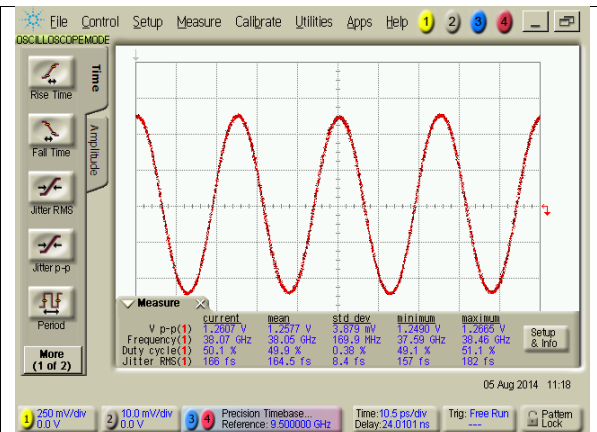 File Control Setup Measure Calibrate Utilities Apps Help 1 2 3 4
OSCILLOSCOPEMODE
Time
Amplitude
Rise Time
Fall Time
Jitter RMS
Jitter p-p
Period
More
(1 of 2)
Measure
current mean std dev minimum maximum
V p-p(1) 1.2607 V 1.2577 V 3.879 mV 1.2490 V 1.2665 V
Frequency(1) 38.07 GHz 38.05 GHz 169.9 MHz 37.59 GHz 38.46 GHz
Duty cycle(1) 50.1 % 49.9 % 0.38 % 49.1 % 51.1 %
Jitter RMS(1) 166 fs 164.5 fs 8.4 fs 157 fs 182 fs
Setup
& Info
05 Aug 2014 11:18
1 250 mV/div
0.0 V
2 10.0 mV/div
0.0 V
3 4 Precision Timebase...
Reference: 9.500000 GHz
Time:10.5 ps/div
Delay:24.0101 ns
Trig: Free Run
---
Pattern
Lock